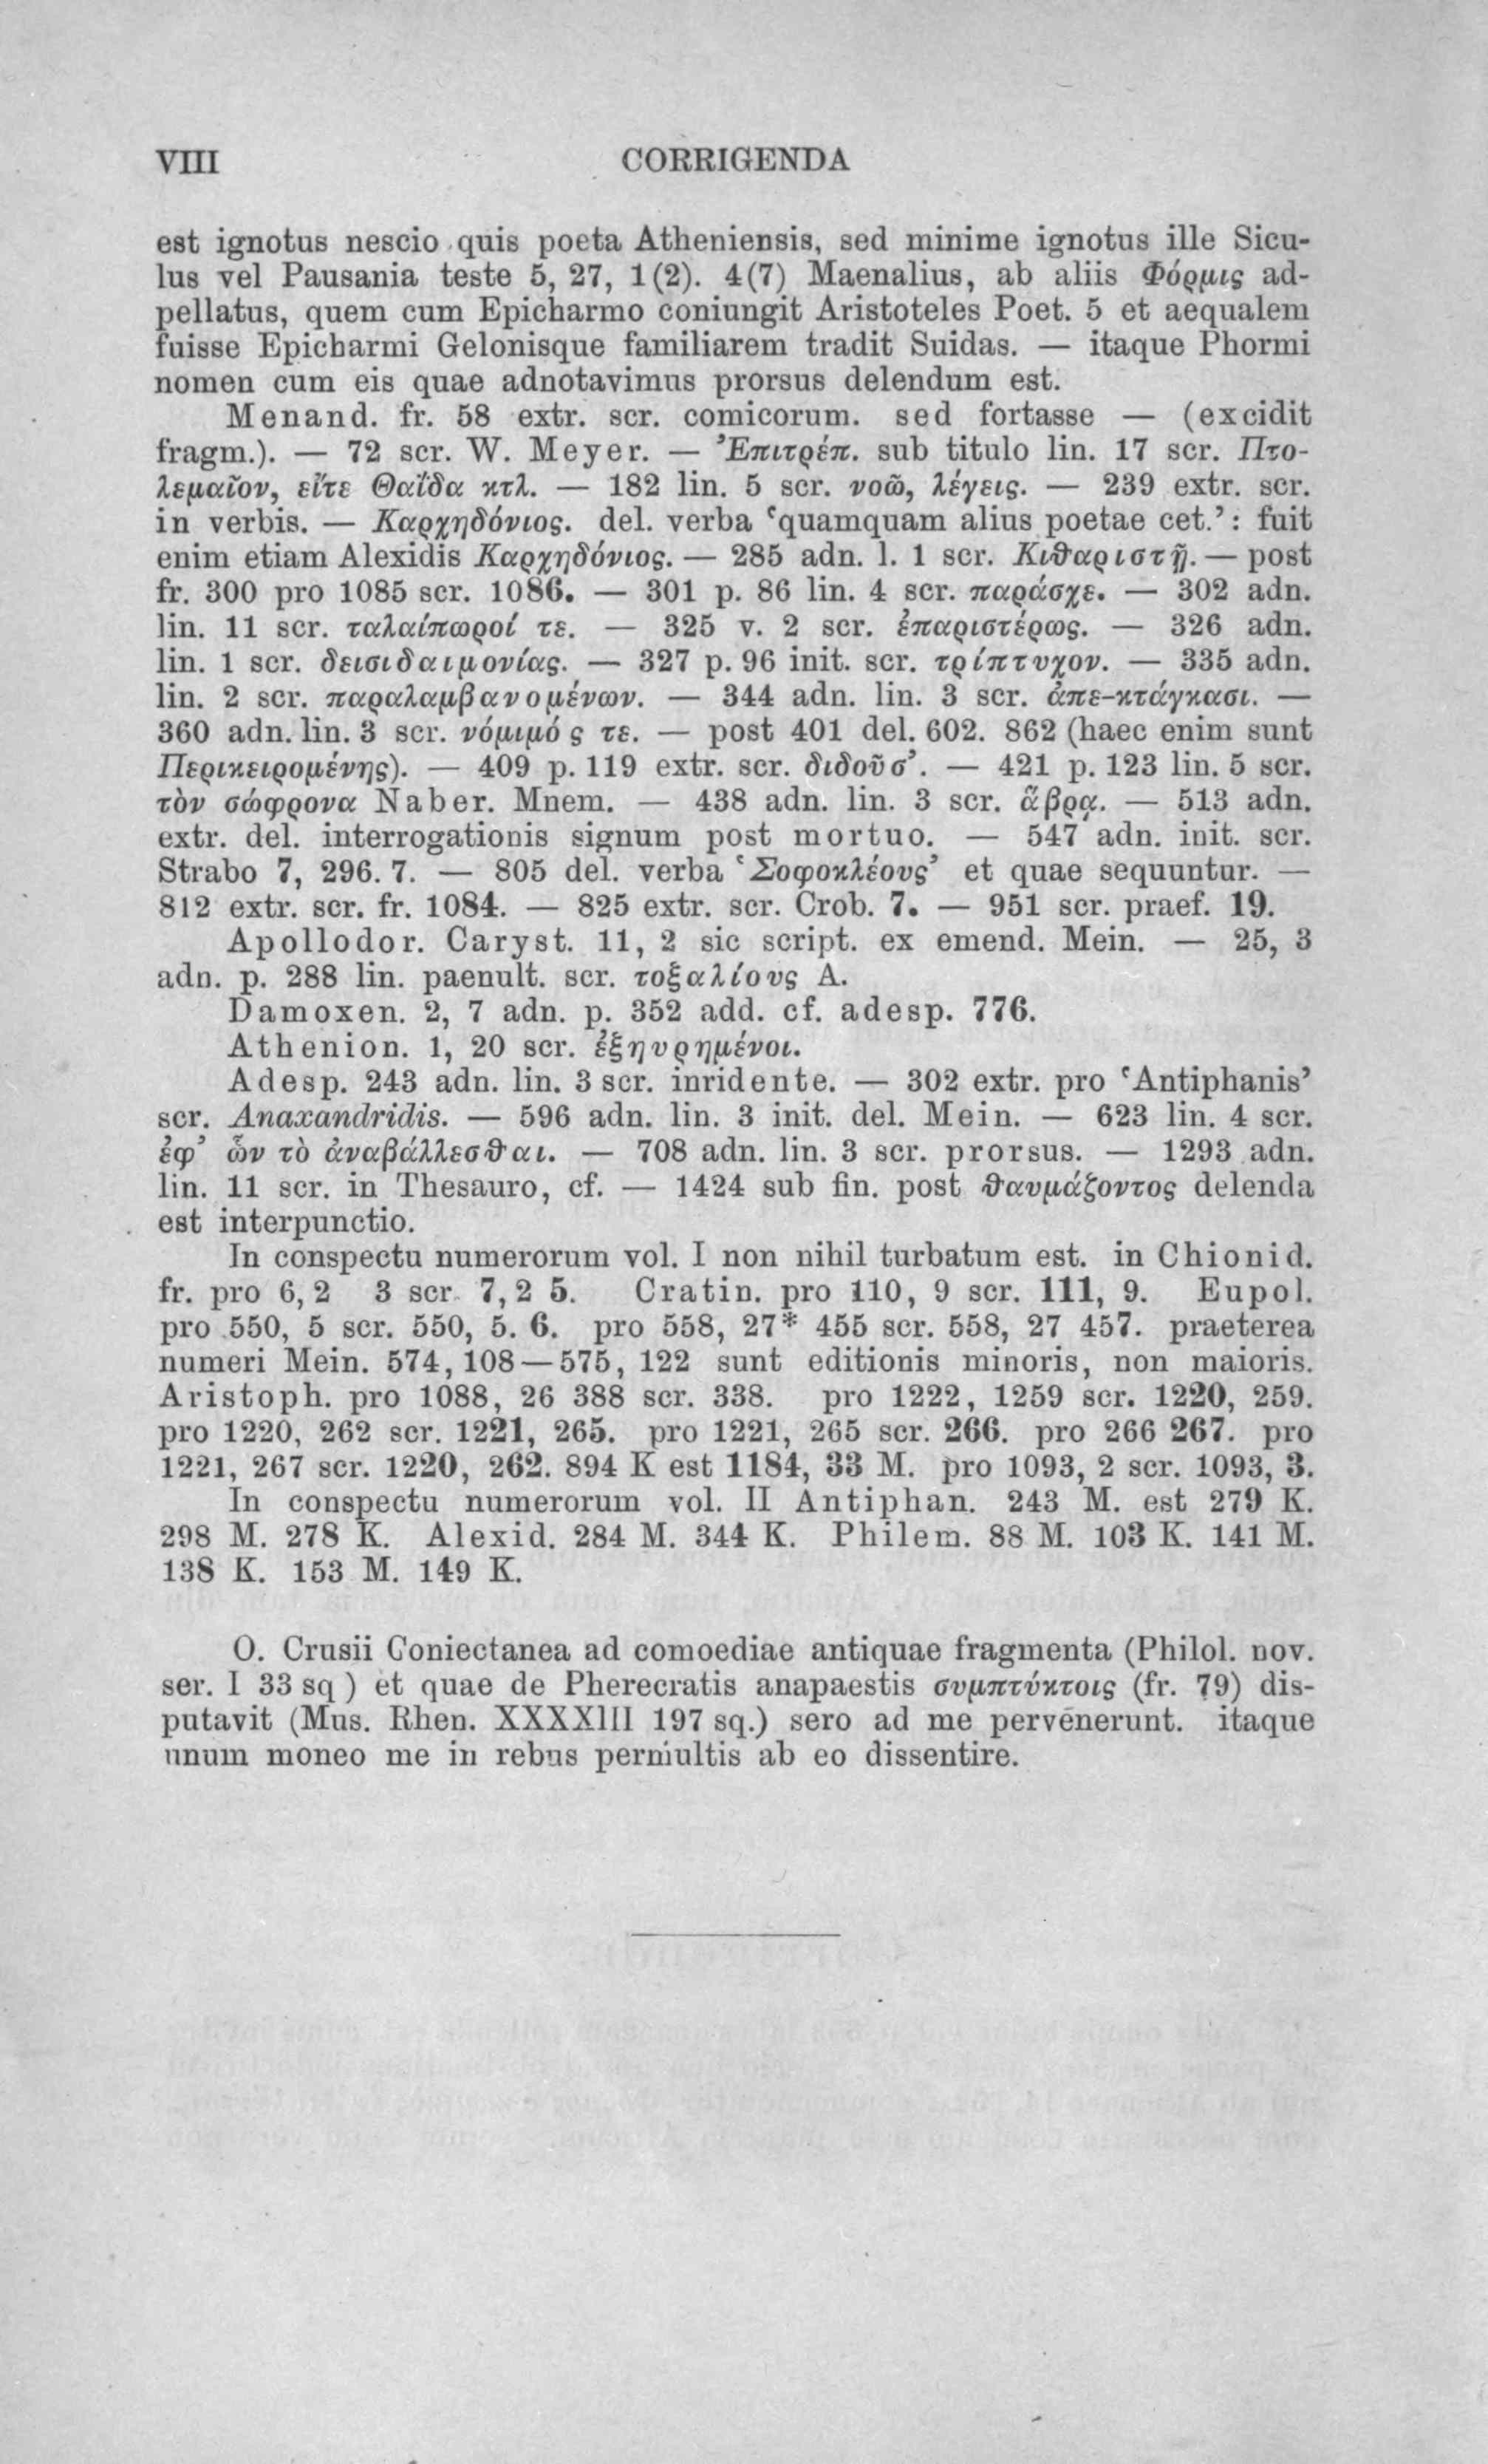 VIII CORRIGENDA
est ignotus nescio quis poeta Atheniensis, sed minime ignotus ille Sicu-
lus vel Pausania teste 5, 27, 1(2). 4(7) Maenalius, ab aliis Φόρμις ad-
pellatus, quem cum Epicharmo coniungit Aristoteles Poet. 5 et aequalem
fuisse Epicharmi Gelonisque familiarem tradit Suidas. — itaque Phormi
nomen cum eis quae adnotavimus prorsus delendum est.
Menand. fr. 58 extr. scr. comicorum. sed fortasse — (excidit
fragm.). — 72 scr. W. Meyer. — Ἐπιτρέπ. sub titulo lin. 17 scr. Πτο-
λεμαῖον, εἴτε Θαΐδα κτλ. — 182 lin. 5 scr. νοῶ, λέγεις. — 239 extr. scr.
in verbis. — Καρχηδόνιος. del. verba ‘quamquam alius poetae cet.’: fuit
enim etiam Alexidis Καρχηδόνιος. — 285 adn. l. 1 scr. Κιθαριστῇ. — post
fr. 300 pro 1085 scr. 1086. — 301 p. 86 lin. 4 scr. παράσχε. — 302 adn.
lin. 11 scr. ταλαίπωροί τε. — 325 v. 2 scr. ἐπαριστέρως. — 326 adn.
lin. 1 scr. δεισιδαιμονίας. — 327 p. 96 init. scr. τρίπτυχον. — 335 adn.
lin. 2 scr. παραλαμβανομένων. — 344 adn. lin. 3 scr. ἀπε-κτάγκασι. —
360 adn. lin. 3 scr. νόμιμός τε. — post 401 del. 602. 862 (haec enim sunt
Περικειρομένης). — 409 p. 119 extr. scr. διδοῦσ’. — 421 p. 123 lin. 5 scr.
τὸν σώφρονα Naber. Mnem. — 438 adn. lin. 3 scr. ἅβρᾳ. — 513 adn.
extr. del. interrogationis signum post mortuo. — 547 adn. init. scr.
Strabo 7, 296. 7. — 805 del. verba ‘Σοφοκλέους’ et quae sequuntur. —
812 extr. scr. fr. 1084. — 825 extr. scr. Crob. 7. — 951 scr. praef. 19.
Apollodor. Caryst. 11, 2 sic script. ex emend. Mein. — 25, 3
adn. p. 288 lin. paenult. scr. τοξαλίους A.
Damoxen. 2, 7 adn. p. 352 add. cf. adesp. 776.
Athenion. 1, 20 scr. ἐξηυρημένοι.
Adesp. 243 adn. lin. 3 scr. inridente. — 302 extr. pro ‘Antiphanis’
scr. Anaxandridis. — 596 adn. lin. 3 init. del. Mein. — 623 lin. 4 scr.
ἐφ’ ὧν τὸ ἀναβάλλεσθαι. — 708 adn. lin. 3 scr. prorsus. — 1293 adn.
lin. 11 scr. in Thesauro, cf. — 1424 sub fin. post θαυμάζοντος delenda
est interpunctio.
In conspectu numerorum vol. I non nihil turbatum est. in Chionid.
fr. pro 6, 2 3 scr. 7, 2 5. Cratin. pro 110, 9 scr. 111, 9. Eupol.
pro 550, 5 scr. 550, 5. 6. pro 558, 27* 455 scr. 558, 27 457. praeterea
numeri Mein. 574, 108 — 575, 122 sunt editionis minoris, non maioris.
Aristoph. pro 1088, 26 388 scr. 338. pro 1222, 1259 scr. 1220, 259.
pro 1220, 262 scr. 1221, 265. pro 1221, 265 scr. 266. pro 266 267. pro
1221, 267 scr. 1220, 262. 894 K est 1184, 33 M. pro 1093, 2 scr. 1093, 3.
In conspectu numerorum vol. II Antiphan. 243 M. est 279 K.
298 M. 278 K. Alexid. 284 M. 344 K. Philem. 88 M. 103 K. 141 M.
138 K. 153 M. 149 K.
O. Crusii Coniectanea ad comoediae antiquae fragmenta (Philol. nov.
ser. I 33 sq ) et quae de Pherecratis anapaestis συμπτύκτοις (fr. 79) dis-
putavit (Mus. Rhen. XXXXIII 197 sq.) sero ad me pervenerunt. itaque
unum moneo me in rebus permultis ab eo dissentire.